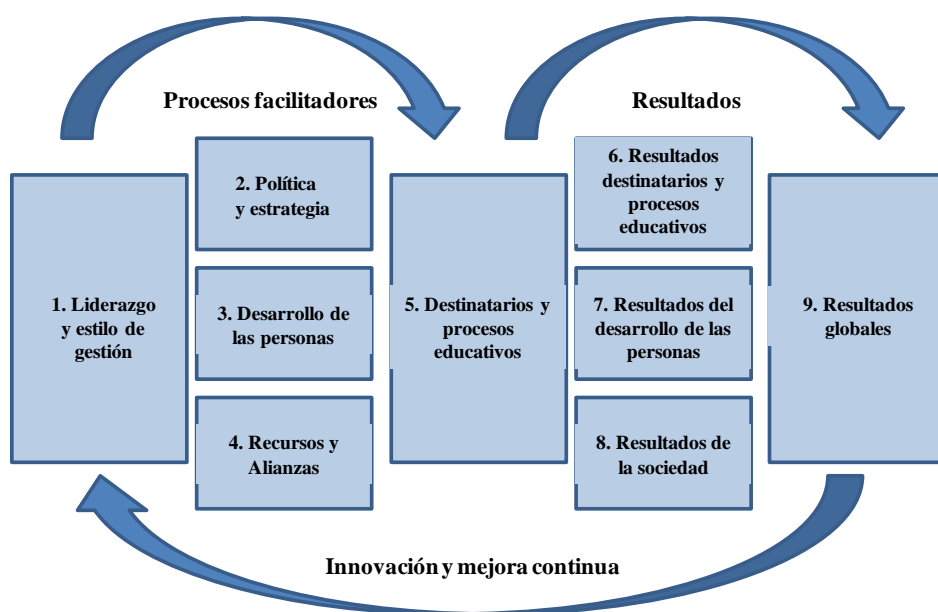 Procesos facilitadores
Resultados
1. Liderazgo
y estilo de
gestión
2. Política
y estrategia
3. Desarrollo de
las personas
4. Recursos y
Alianzas
5. Destinatarios y
procesos
educativos
6. Resultados
destinatarios y
procesos
educativos
7. Resultados del
desarrollo de las
personas
8. Resultados de
la sociedad
9. Resultados
globales
Innovación y mejora continua